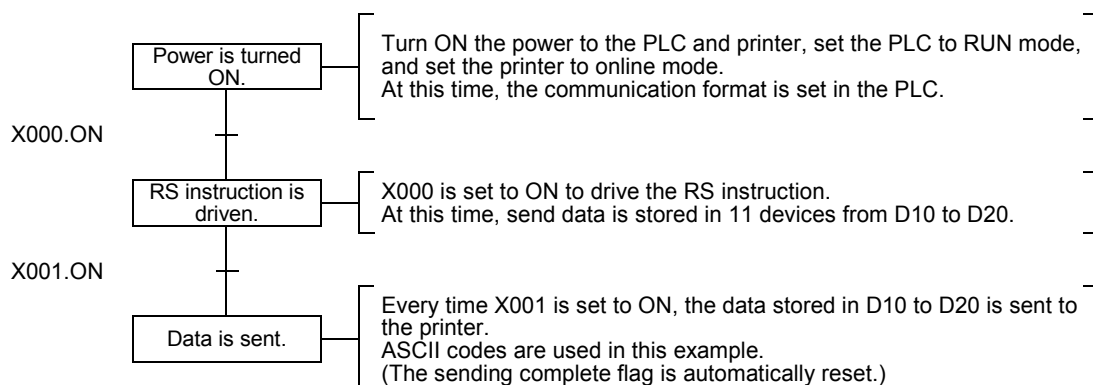 Power is turned
ON.
Turn ON the power to the PLC and printer, set the PLC to RUN mode,
and set the printer to online mode.
At this time, the communication format is set in the PLC.
X000.ON
RS instruction is
driven.
X000 is set to ON to drive the RS instruction.
At this time, send data is stored in 11 devices from D10 to D20.
X001.ON
Data is sent.
Every time X001 is set to ON, the data stored in D10 to D20 is sent to
the printer.
ASCII codes are used in this example.
(The sending complete flag is automatically reset.)